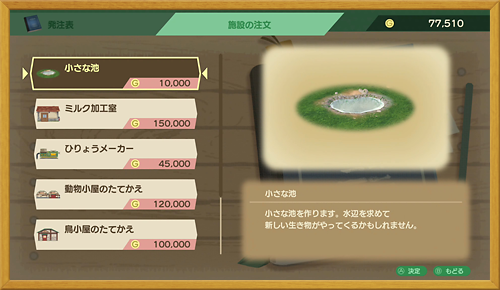 発注表
施設の注文
G 77,510
小さな池
G 10,000
ミルク加工室
G 150,000
ひりょうメーカー
G 45,000
動物小屋のたてかえ
G 120,000
鳥小屋のたてかえ
G 100,000
小さな池
小さな池を作ります。水辺を求めて
新しい生き物がやってくるかもしれません。
A 決定 B もどる